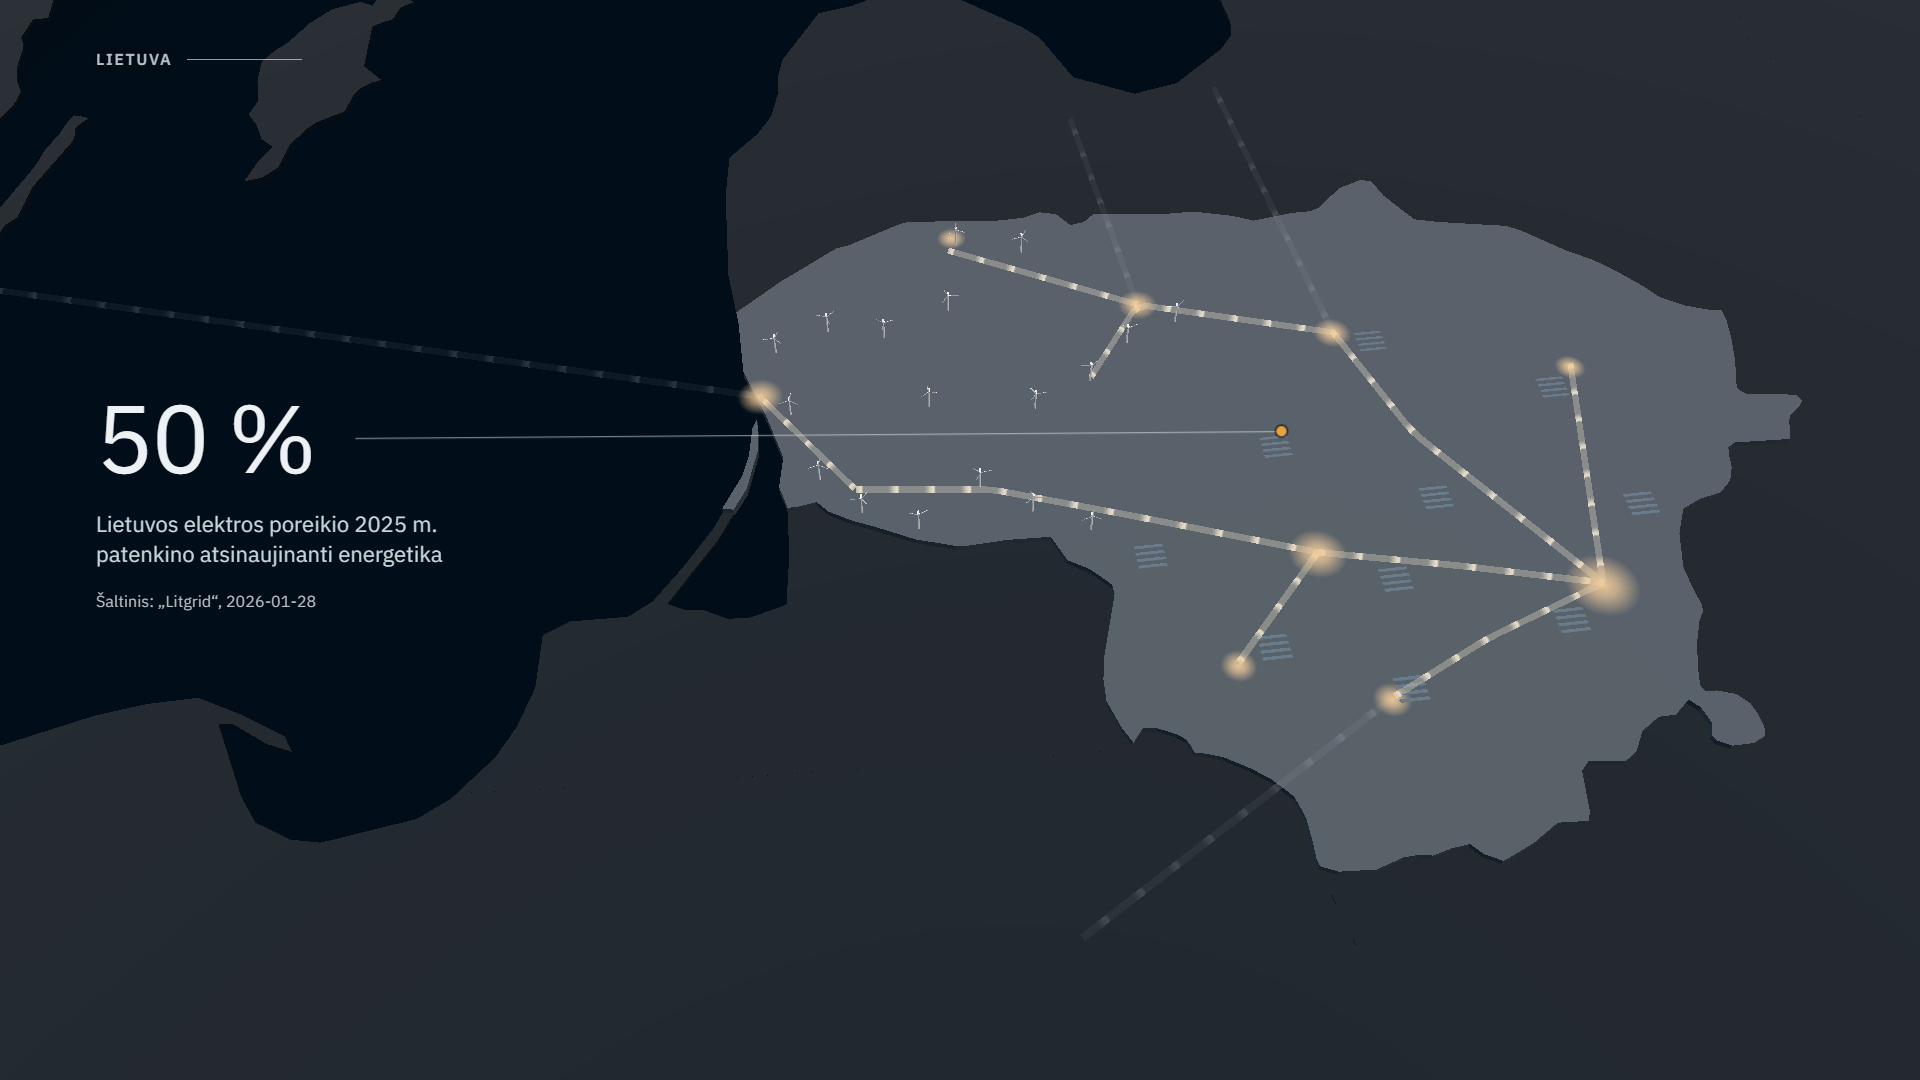 LIETUVA
50 %
Lietuvos elektros poreikio 2025 m.
patenkino atsinaujinanti energetika
Šaltinis: „Litgrid“, 2026-01-28